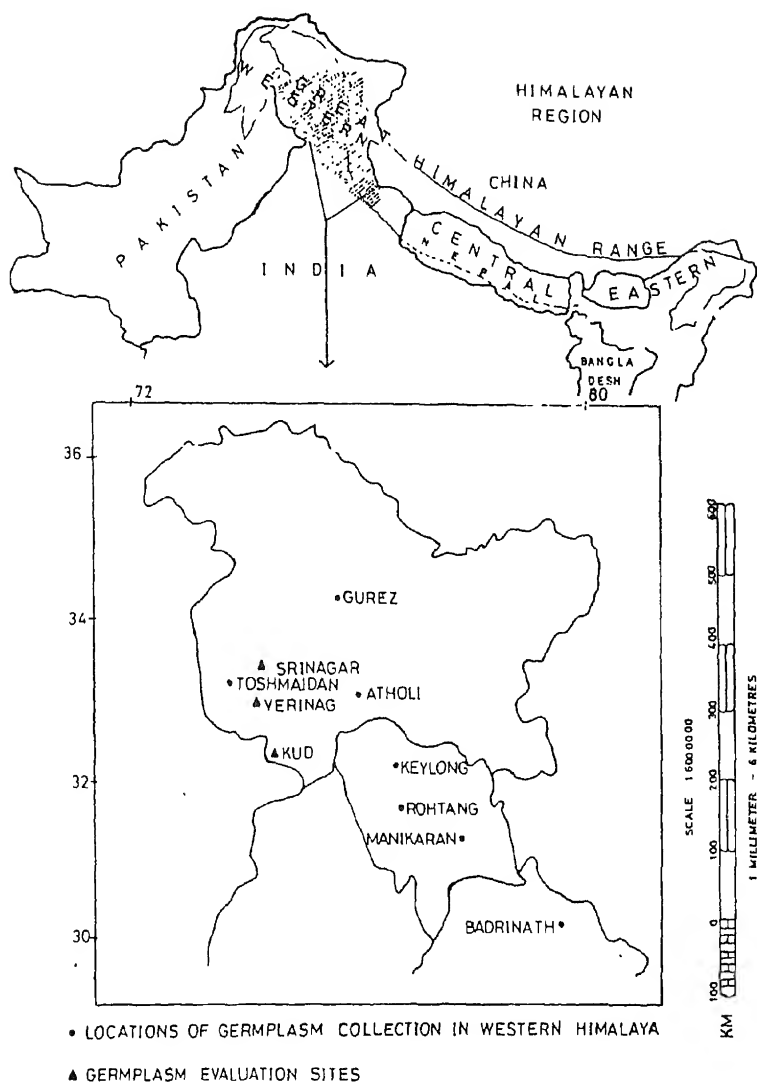 HIMALAYAN
REGION
WESTERN
GREATER
HIMALAYAN RANGE
CHINA
PAKISTAN
INDIA
CENTRAL
NEPAL
EASTERN
BANGLA
DESH
72
80
36
34
32
30
GUREZ
SRINAGAR
TOSHMAIDAN
VERINAG
ATHOLI
KUD
KEYLONG
ROHTANG
MANIKARAN
BADRINATH
SCALE 1 6000000
600
500
400
300
200
100
0
100
KM
1 MILLIMETER - 6 KILOMETRES
• LOCATIONS OF GERMPLASM COLLECTION IN WESTERN HIMALAYA
▲ GERMPLASM EVALUATION SITES